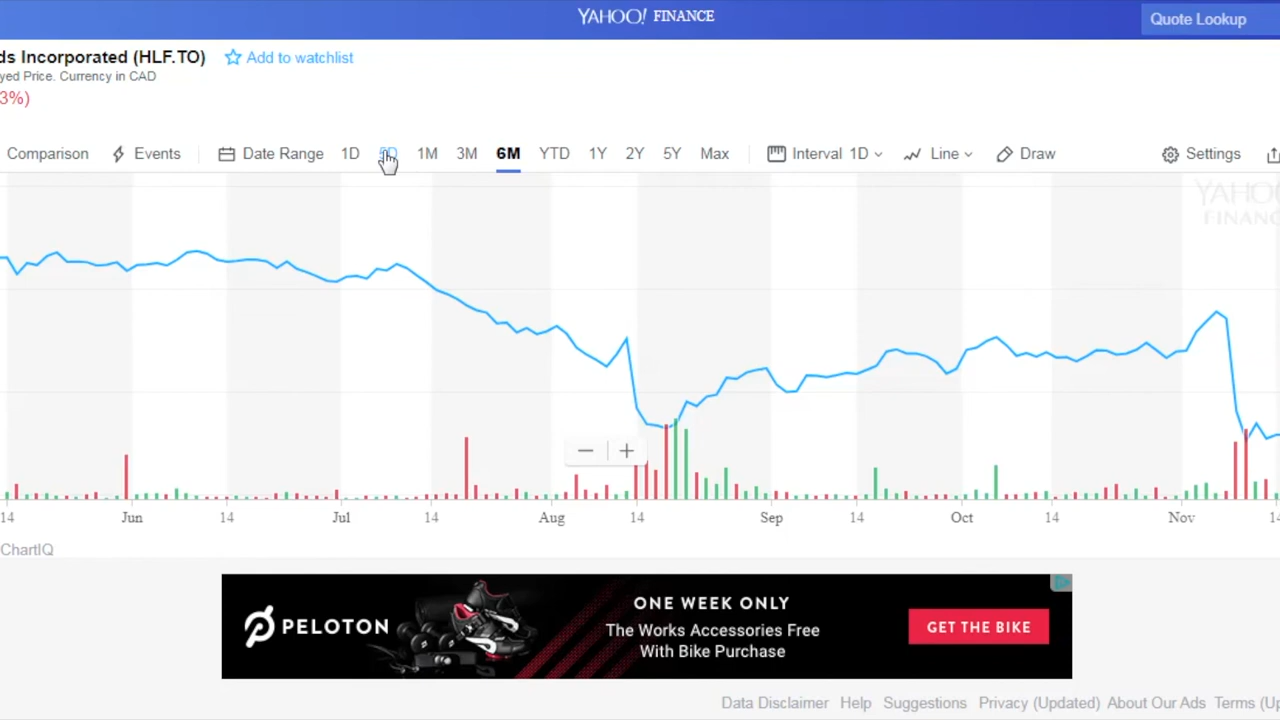 YAHOO! FINANCE
Quote Lookup
ds Incorporated (HLF.TO)
Add to watchlist
yed Price. Currency in CAD
3%)
Comparison Events Date Range 1D 5D 1M 3M 6M YTD 1Y 2Y 5Y Max Interval 1D Line Draw Settings
YAHOO
FINANC
14 Jun 14 Jul 14 Aug 14 Sep 14 Oct 14 Nov 14
ChartIQ
PELOTON
ONE WEEK ONLY
The Works Accessories Free
With Bike Purchase
GET THE BIKE
Data Disclaimer Help Suggestions Privacy (Updated) About Our Ads Terms (Up